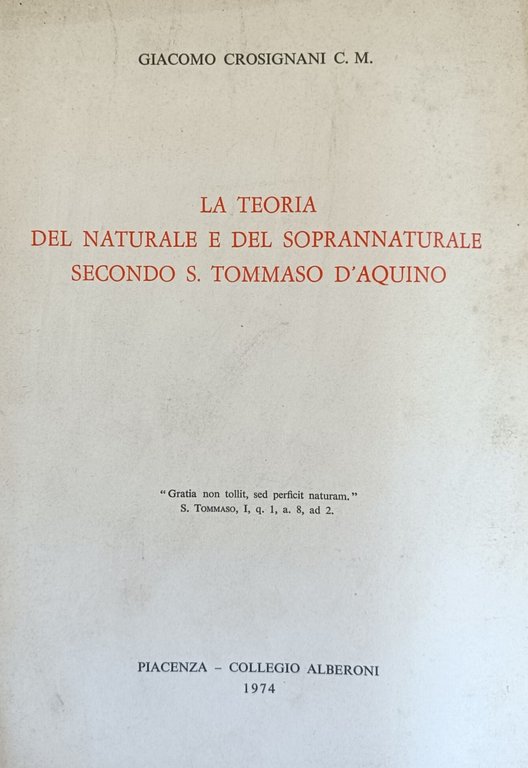 GIACOMO CROSIGNANI C. M.
LA TEORIA
DEL NATURALE E DEL SOPRANNATURALE
SECONDO S. TOMMASO D'AQUINO
"Gratia non tollit, sed perficit naturam."
S. TOMMASO, I, q. 1, a. 8, ad 2.
PIACENZA - COLLEGIO ALBERONI
1974